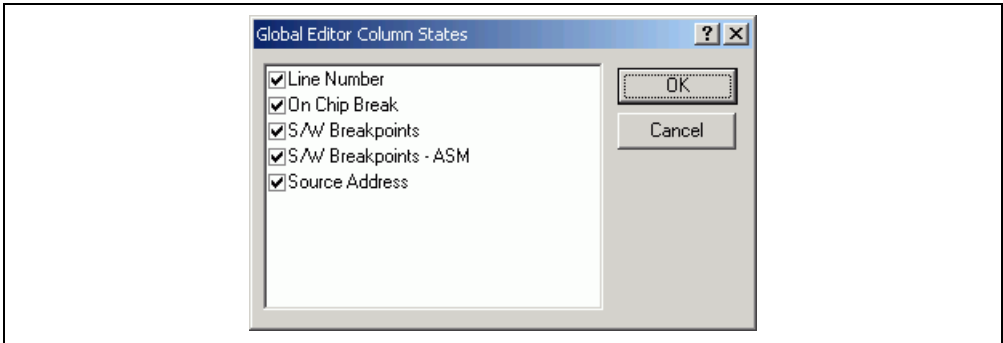 Global Editor Column States
Line Number
On Chip Break
S/W Breakpoints
S/W Breakpoints - ASM
Source Address
OK
Cancel